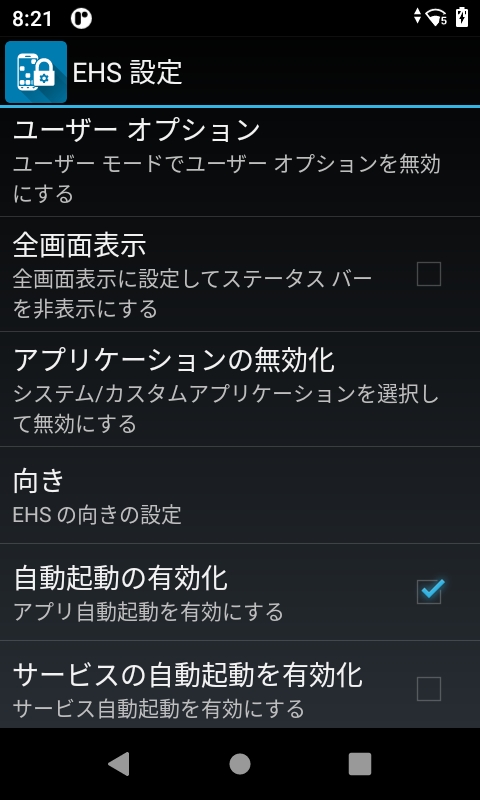 8:21
EHS 設定
ユーザー オプション
ユーザー モードでユーザー オプションを無効
にする
全画面表示
全画面表示に設定してステータス バー
を非表示にする
アプリケーションの無効化
システム/カスタムアプリケーションを選択し
て無効にする
向き
EHS の向きの設定
自動起動の有効化
アプリ自動起動を有効にする
サービスの自動起動を有効化
サービス自動起動を有効にする